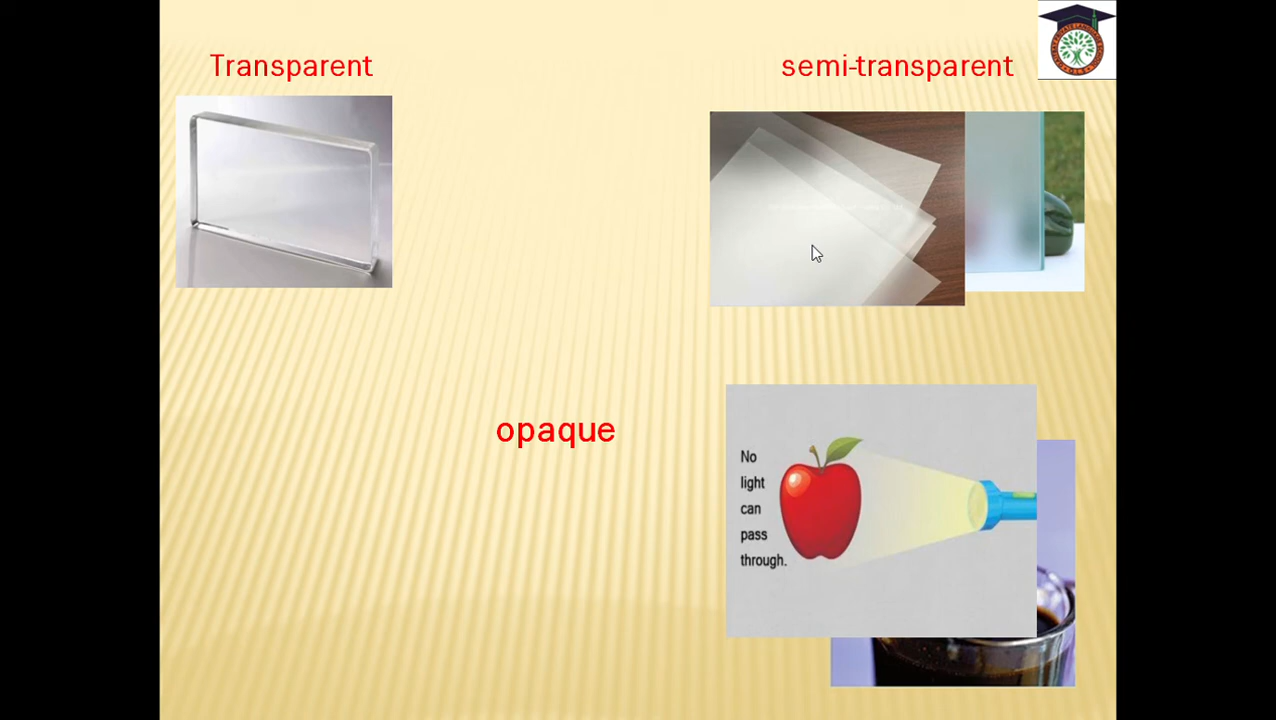 Transparent
semi-transparent
opaque
No
light
can
pass
through.